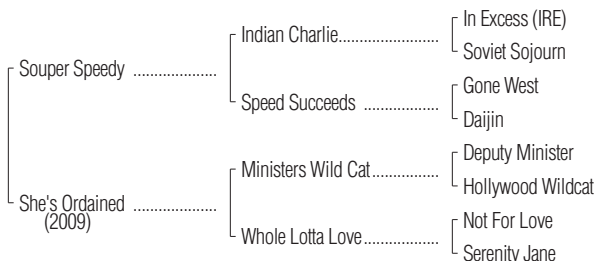 Souper Speedy ....................
Indian Charlie........................
In Excess (IRE)
Soviet Sojourn
Speed Succeeds ..................
Gone West
Daijin
She's Ordained ....................
(2009)
Ministers Wild Cat................
Deputy Minister
Hollywood Wildcat
Whole Lotta Love..................
Not For Love
Serenity Jane